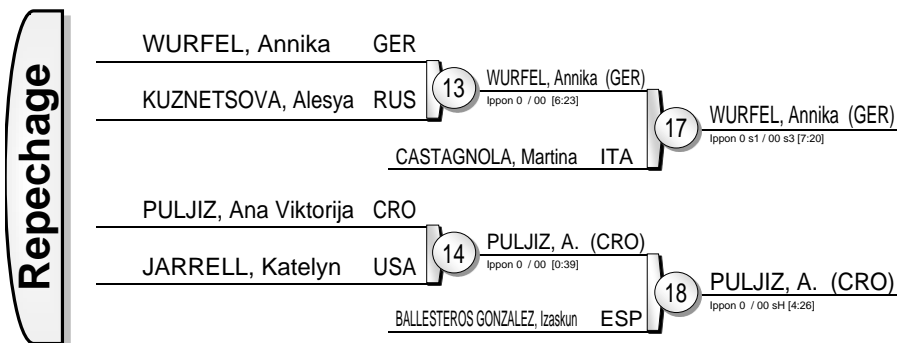 Repechage
WURFEL, Annika GER
KUZNETSOVA, Alesya RUS
13
WURFEL, Annika (GER)
Ippon 0 / 00 [6:23]
CASTAGNOLA, Martina ITA
17
WURFEL, Annika (GER)
Ippon 0 s1 / 00 s3 [7:20]
PULJIZ, Ana Viktorija CRO
JARRELL, Katelyn USA
14
PULJIZ, A. (CRO)
Ippon 0 / 00 [0:39]
BALLESTEROS GONZALEZ, Izaskun ESP
18
PULJIZ, A. (CRO)
Ippon 0 / 00 sH [4:26]